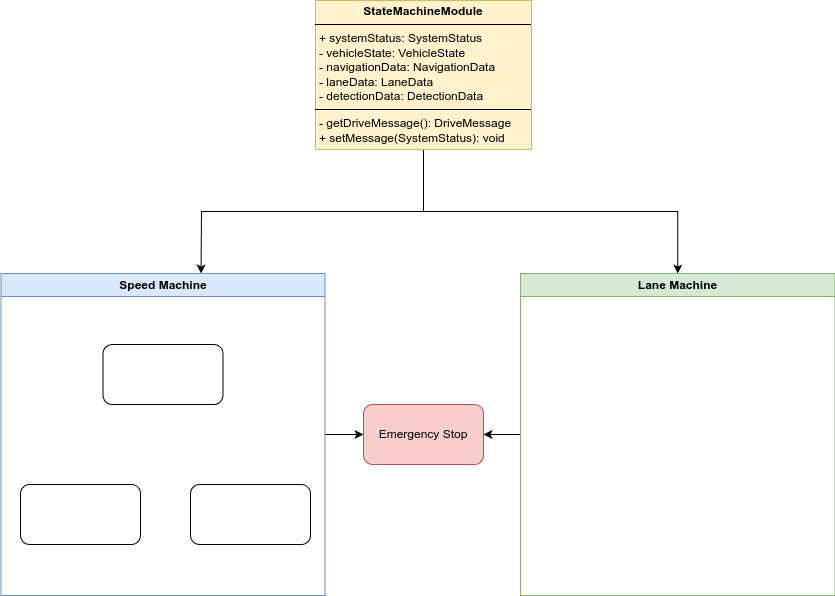 StateMachineModule
+ systemStatus: SystemStatus
- vehicleState: VehicleState
- navigationData: NavigationData
- laneData: LaneData
- detectionData: DetectionData
- getDriveMessage(): DriveMessage
+ setMessage(SystemStatus): void
Speed Machine
Lane Machine
Emergency Stop